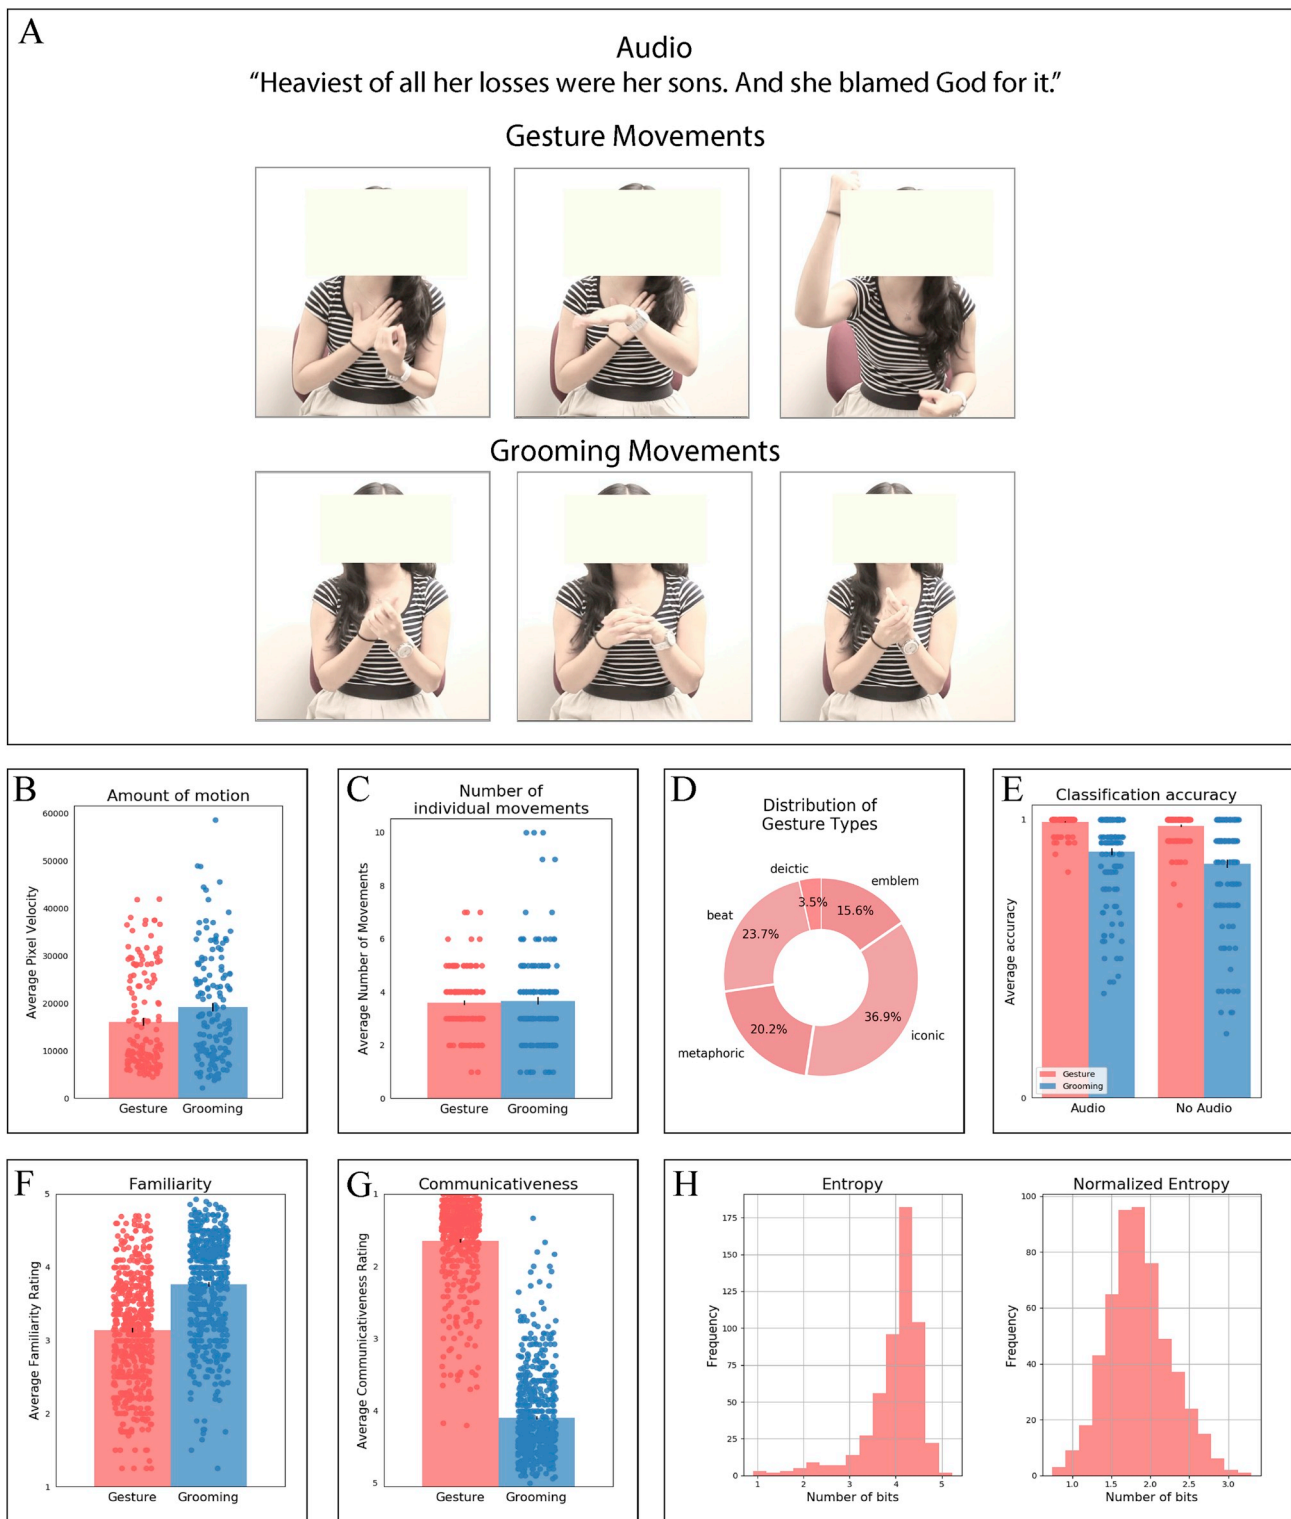 A
Audio
“Heaviest of all her losses were her sons. And she blamed God for it.”
Gesture Movements
Grooming Movements
B
Amount of motion
Average Pixel Velocity
60000
50000
40000
30000
20000
10000
0
Gesture
Grooming
C
Number of
individual movements
Average Number of Movements
10
8
6
4
2
0
Gesture
Grooming
D
Distribution of
Gesture Types
deictic
3.5%
emblem
15.6%
beat
23.7%
metaphoric
20.2%
36.9%
iconic
E
Classification accuracy
Average accuracy
1
0
Gesture
Grooming
Audio
No Audio
F
Familiarity
Average Familiarity Rating
5
4
3
2
1
Gesture
Grooming
G
Communicativeness
Average Communicativeness Rating
1
2
3
4
5
Gesture
Grooming
H
Entropy
Frequency
175
150
125
100
75
50
25
0
1
2
3
4
5
Number of bits
Normalized Entropy
Frequency
100
80
60
40
20
0
1.0
1.5
2.0
2.5
3.0
Number of bits